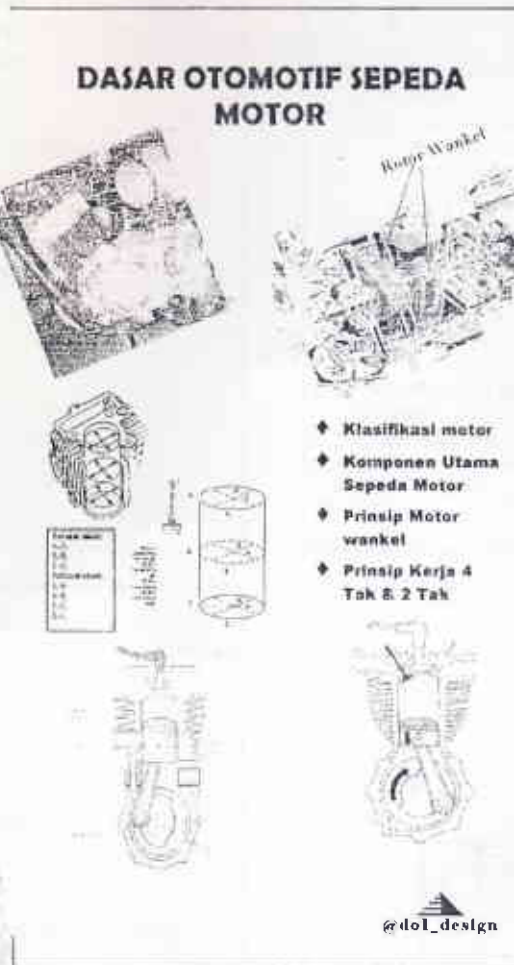 DASAR OTOMOTIF SEPEDA
MOTOR
Rotor Wankel
Klasifikasi motor
Komponen Utama
Sepeda Motor
Prinsip Motor
wankel
Prinsip Kerja 4
Tak & 2 Tak
@dol_design